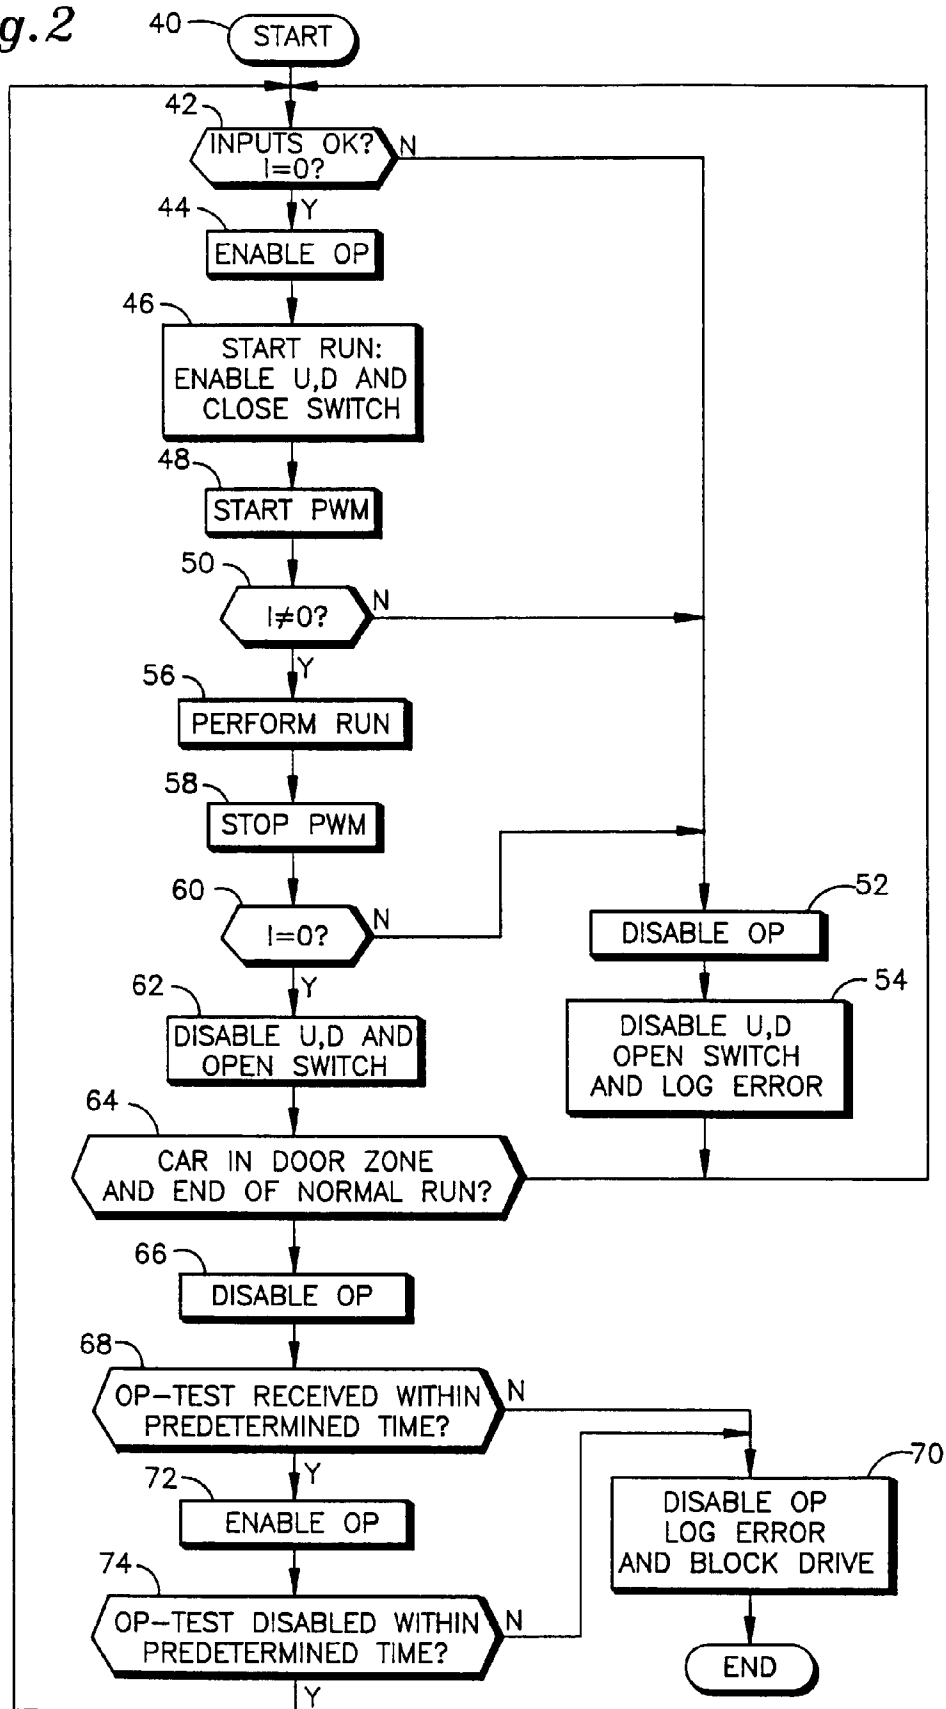 g.2
40
START
42
INPUTS OK?
I=0?
N
Y
44
ENABLE OP
46
START RUN:
ENABLE U,D AND
CLOSE SWITCH
48
START PWM
50
I≠0?
N
Y
56
PERFORM RUN
58
STOP PWM
60
I=0?
N
Y
52
DISABLE OP
54
DISABLE U,D
OPEN SWITCH
AND LOG ERROR
62
DISABLE U,D AND
OPEN SWITCH
64
CAR IN DOOR ZONE
AND END OF NORMAL RUN?
66
DISABLE OP
68
OP-TEST RECEIVED WITHIN
PREDETERMINED TIME?
N
Y
70
DISABLE OP
LOG ERROR
AND BLOCK DRIVE
72
ENABLE OP
74
OP-TEST DISABLED WITHIN
PREDETERMINED TIME?
N
Y
END